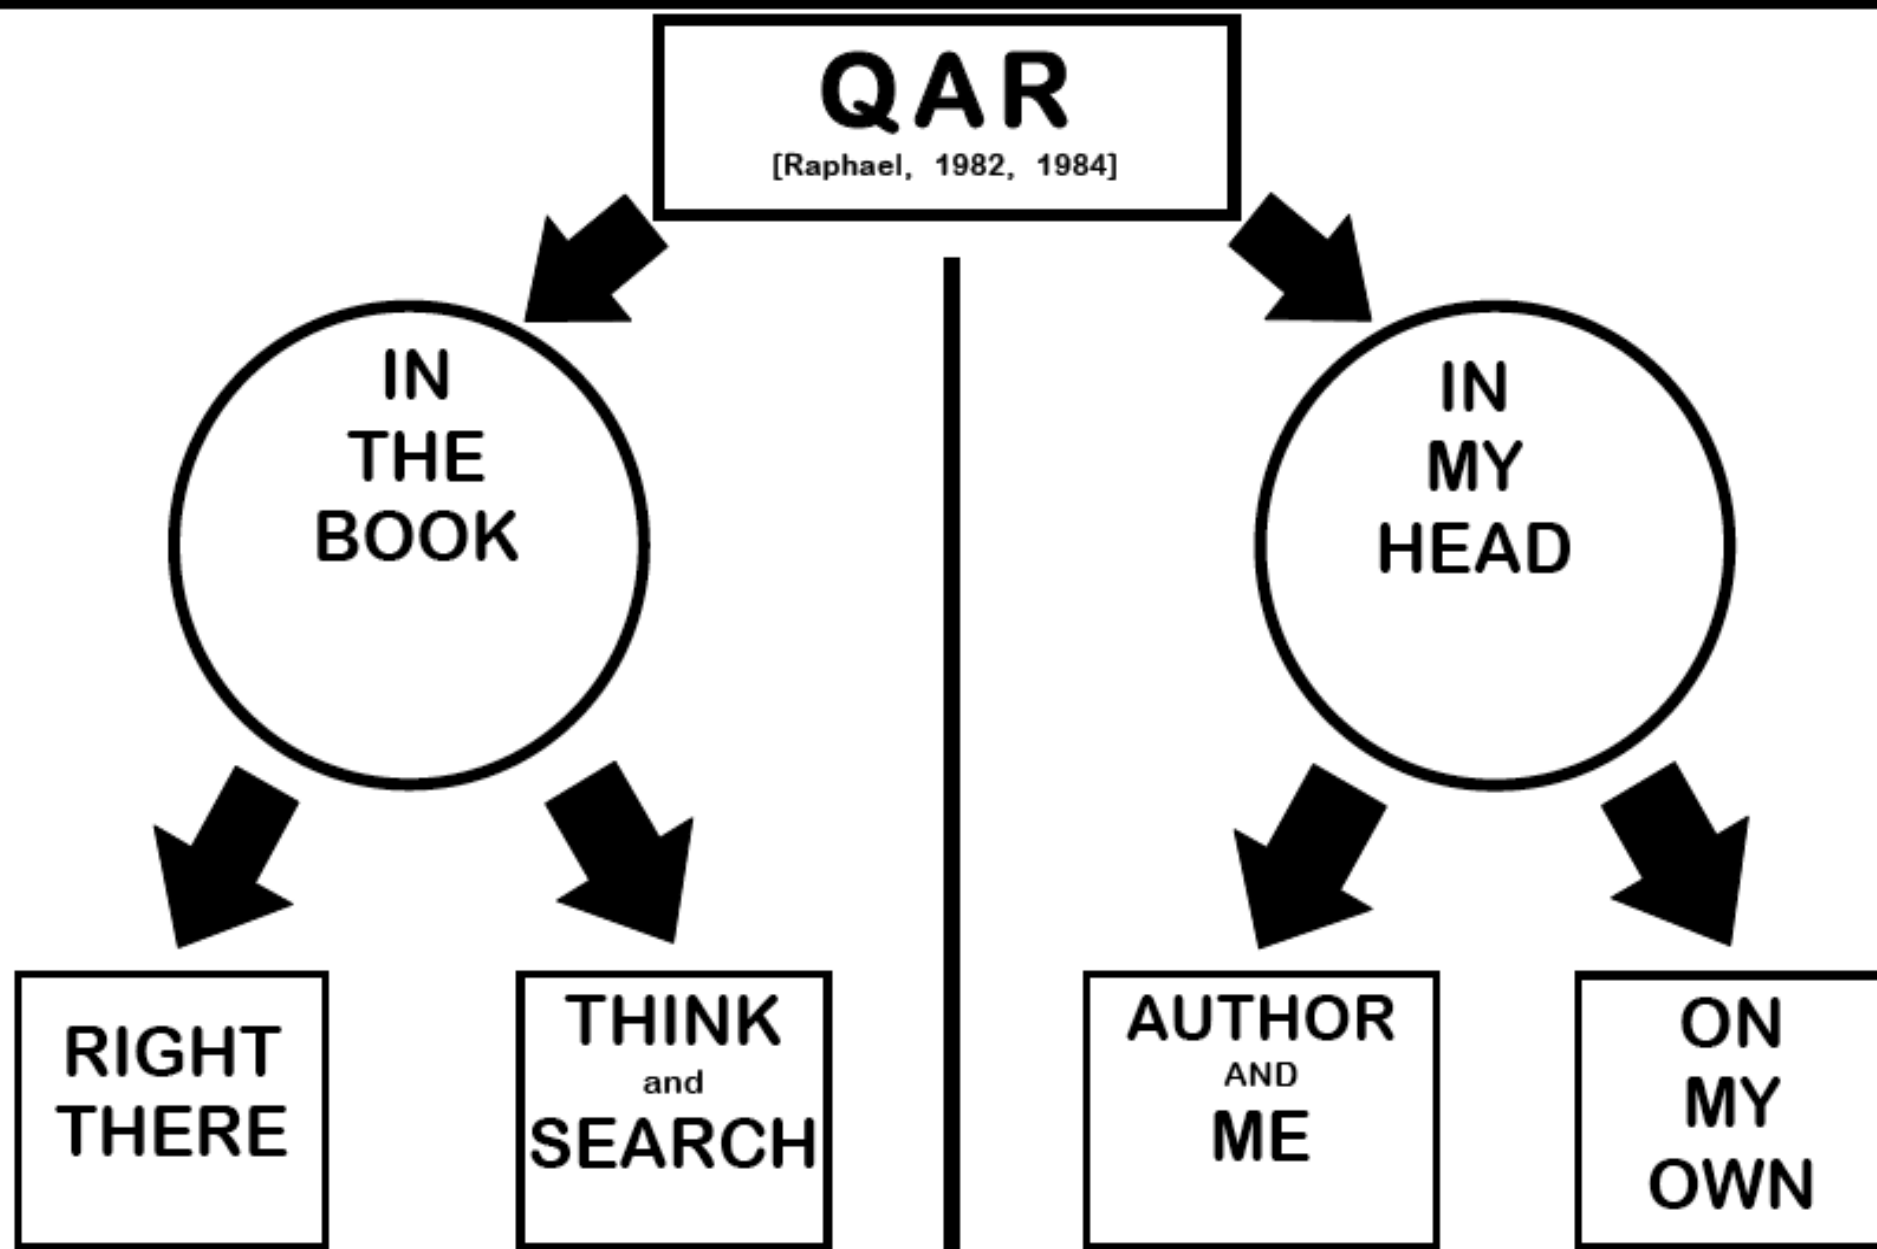 QAR
[Raphael, 1982, 1984]
IN
THE
BOOK
IN
MY
HEAD
RIGHT
THERE
THINK
and
SEARCH
AUTHOR
AND
ME
ON
MY
OWN